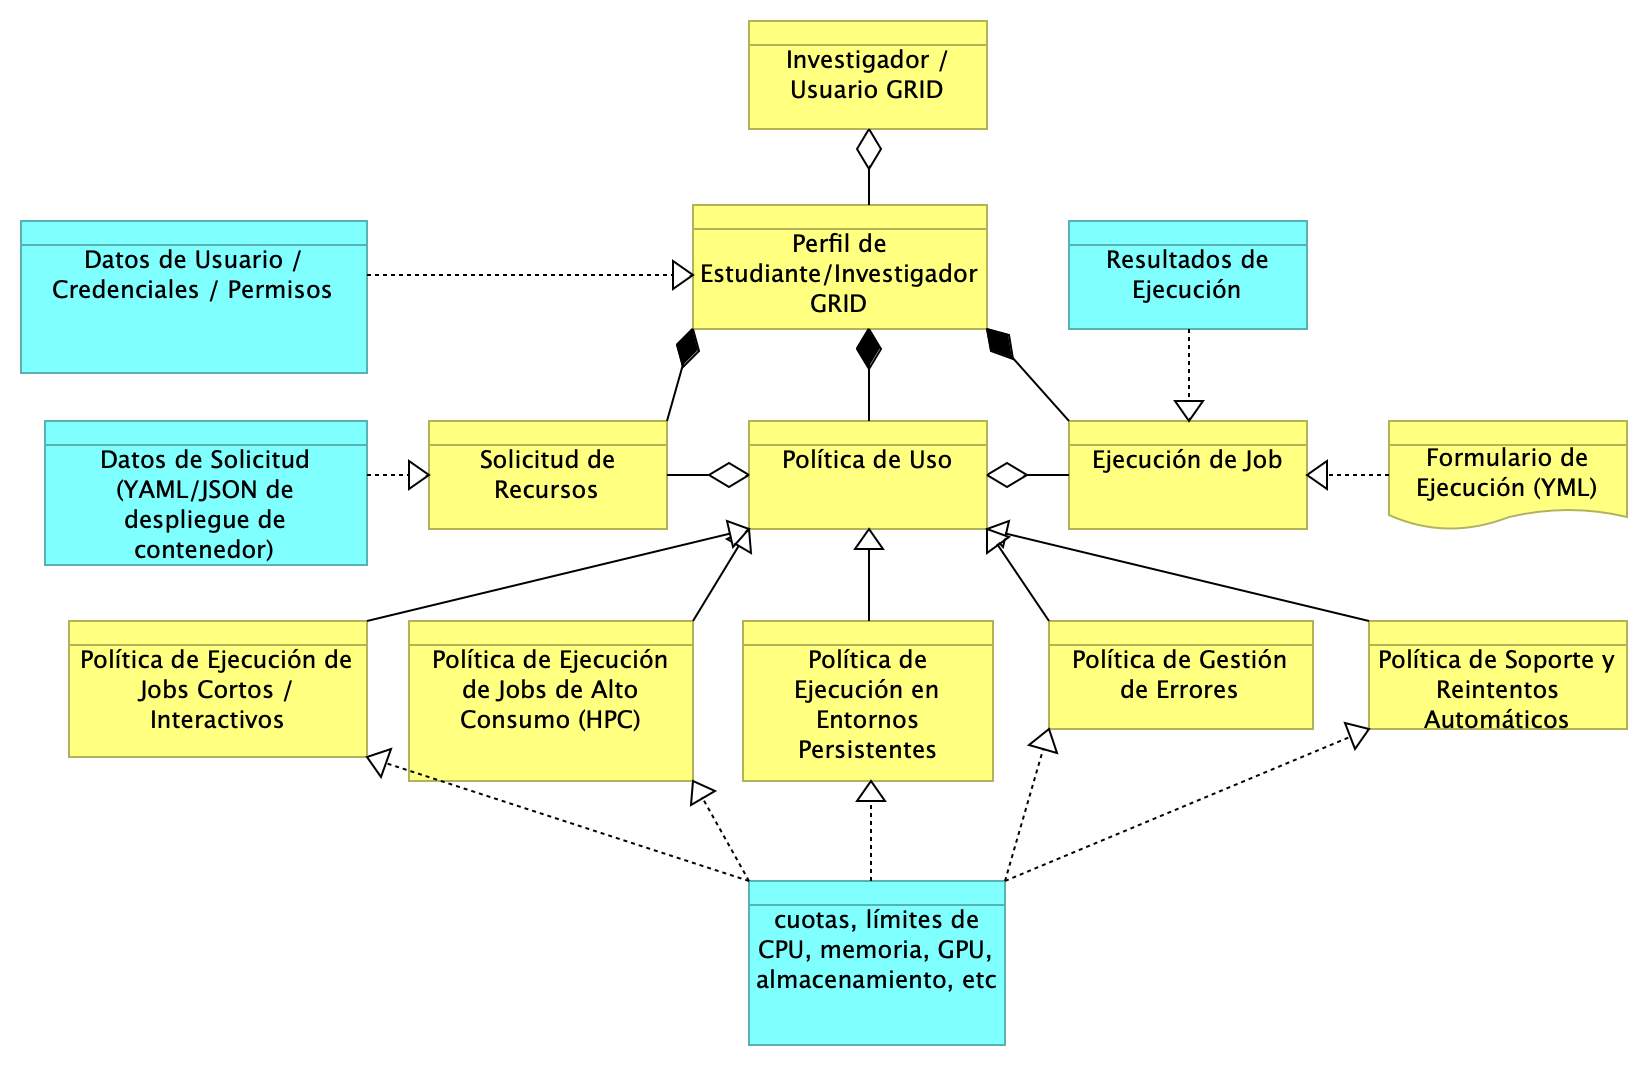 Investigador /
Usuario GRID
Datos de Usuario /
Credenciales / Permisos
Perfil de
Estudiante/Investigador
GRID
Resultados de
Ejecución
Datos de Solicitud
(YAML/JSON de
despliegue de
contenedor)
Solicitud de
Recursos
Política de Uso
Ejecución de Job
Formulario de
Ejecución (YML)
Política de Ejecución de
Jobs Cortos /
Interactivos
Política de Ejecución
de Jobs de Alto
Consumo (HPC)
Política de
Ejecución en
Entornos
Persistentes
Política de Gestión
de Errores
Política de Soporte y
Reintentos
Automáticos
cuotas, límites de
CPU, memoria, GPU,
almacenamiento, etc